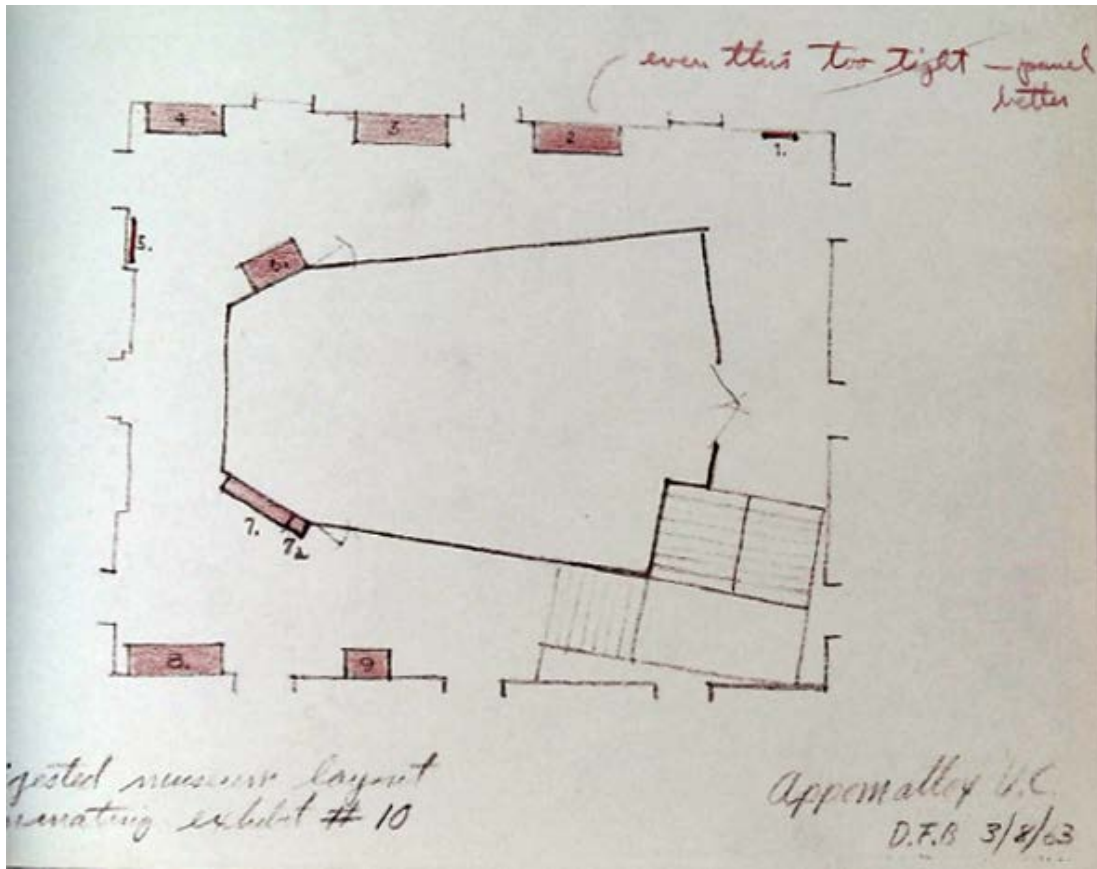 even this too tight — panel
better
4
3
2
1.
5.
6.
7.
7a
8.
9
gested museum layout
minating exhibit # 10
Appomattox V.C.
D.F.B 3/8/63